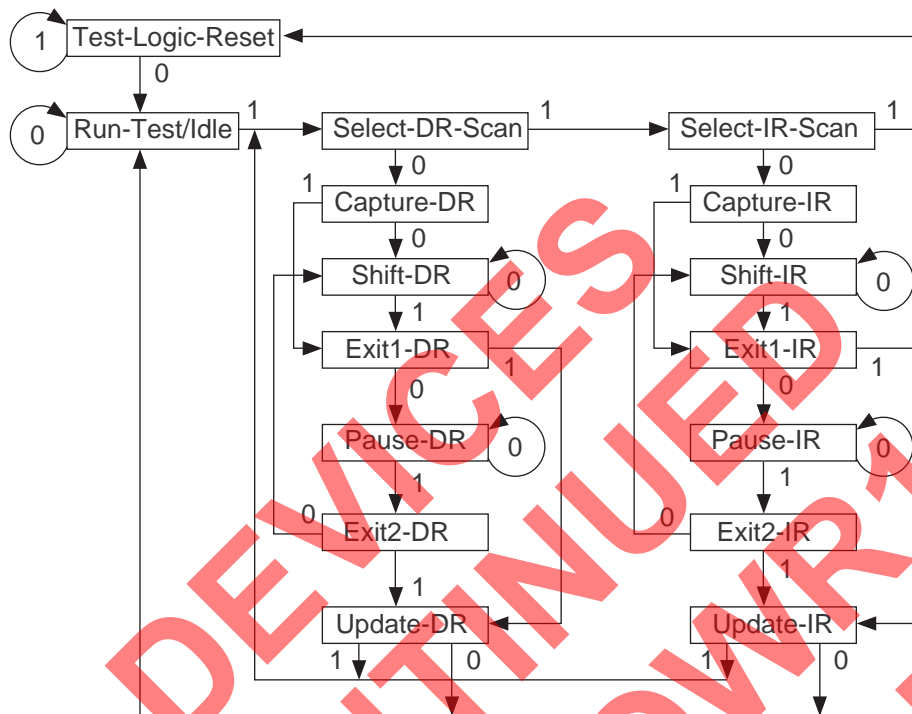 1 Test-Logic-Reset
0
0 Run-Test/Idle 1 Select-DR-Scan 1 Select-IR-Scan 1
0 0
1 Capture-DR 1 Capture-IR
0 0
Shift-DR 0 Shift-IR 0
1 1
Exit1-DR 1 Exit1-IR 1
0 0
Pause-DR 0 Pause-IR 0
1 1
0 Exit2-DR 0 Exit2-IR
1 1
Update-DR Update-IR
1 0 1 0
DEVICES
NTINUED
OWR1